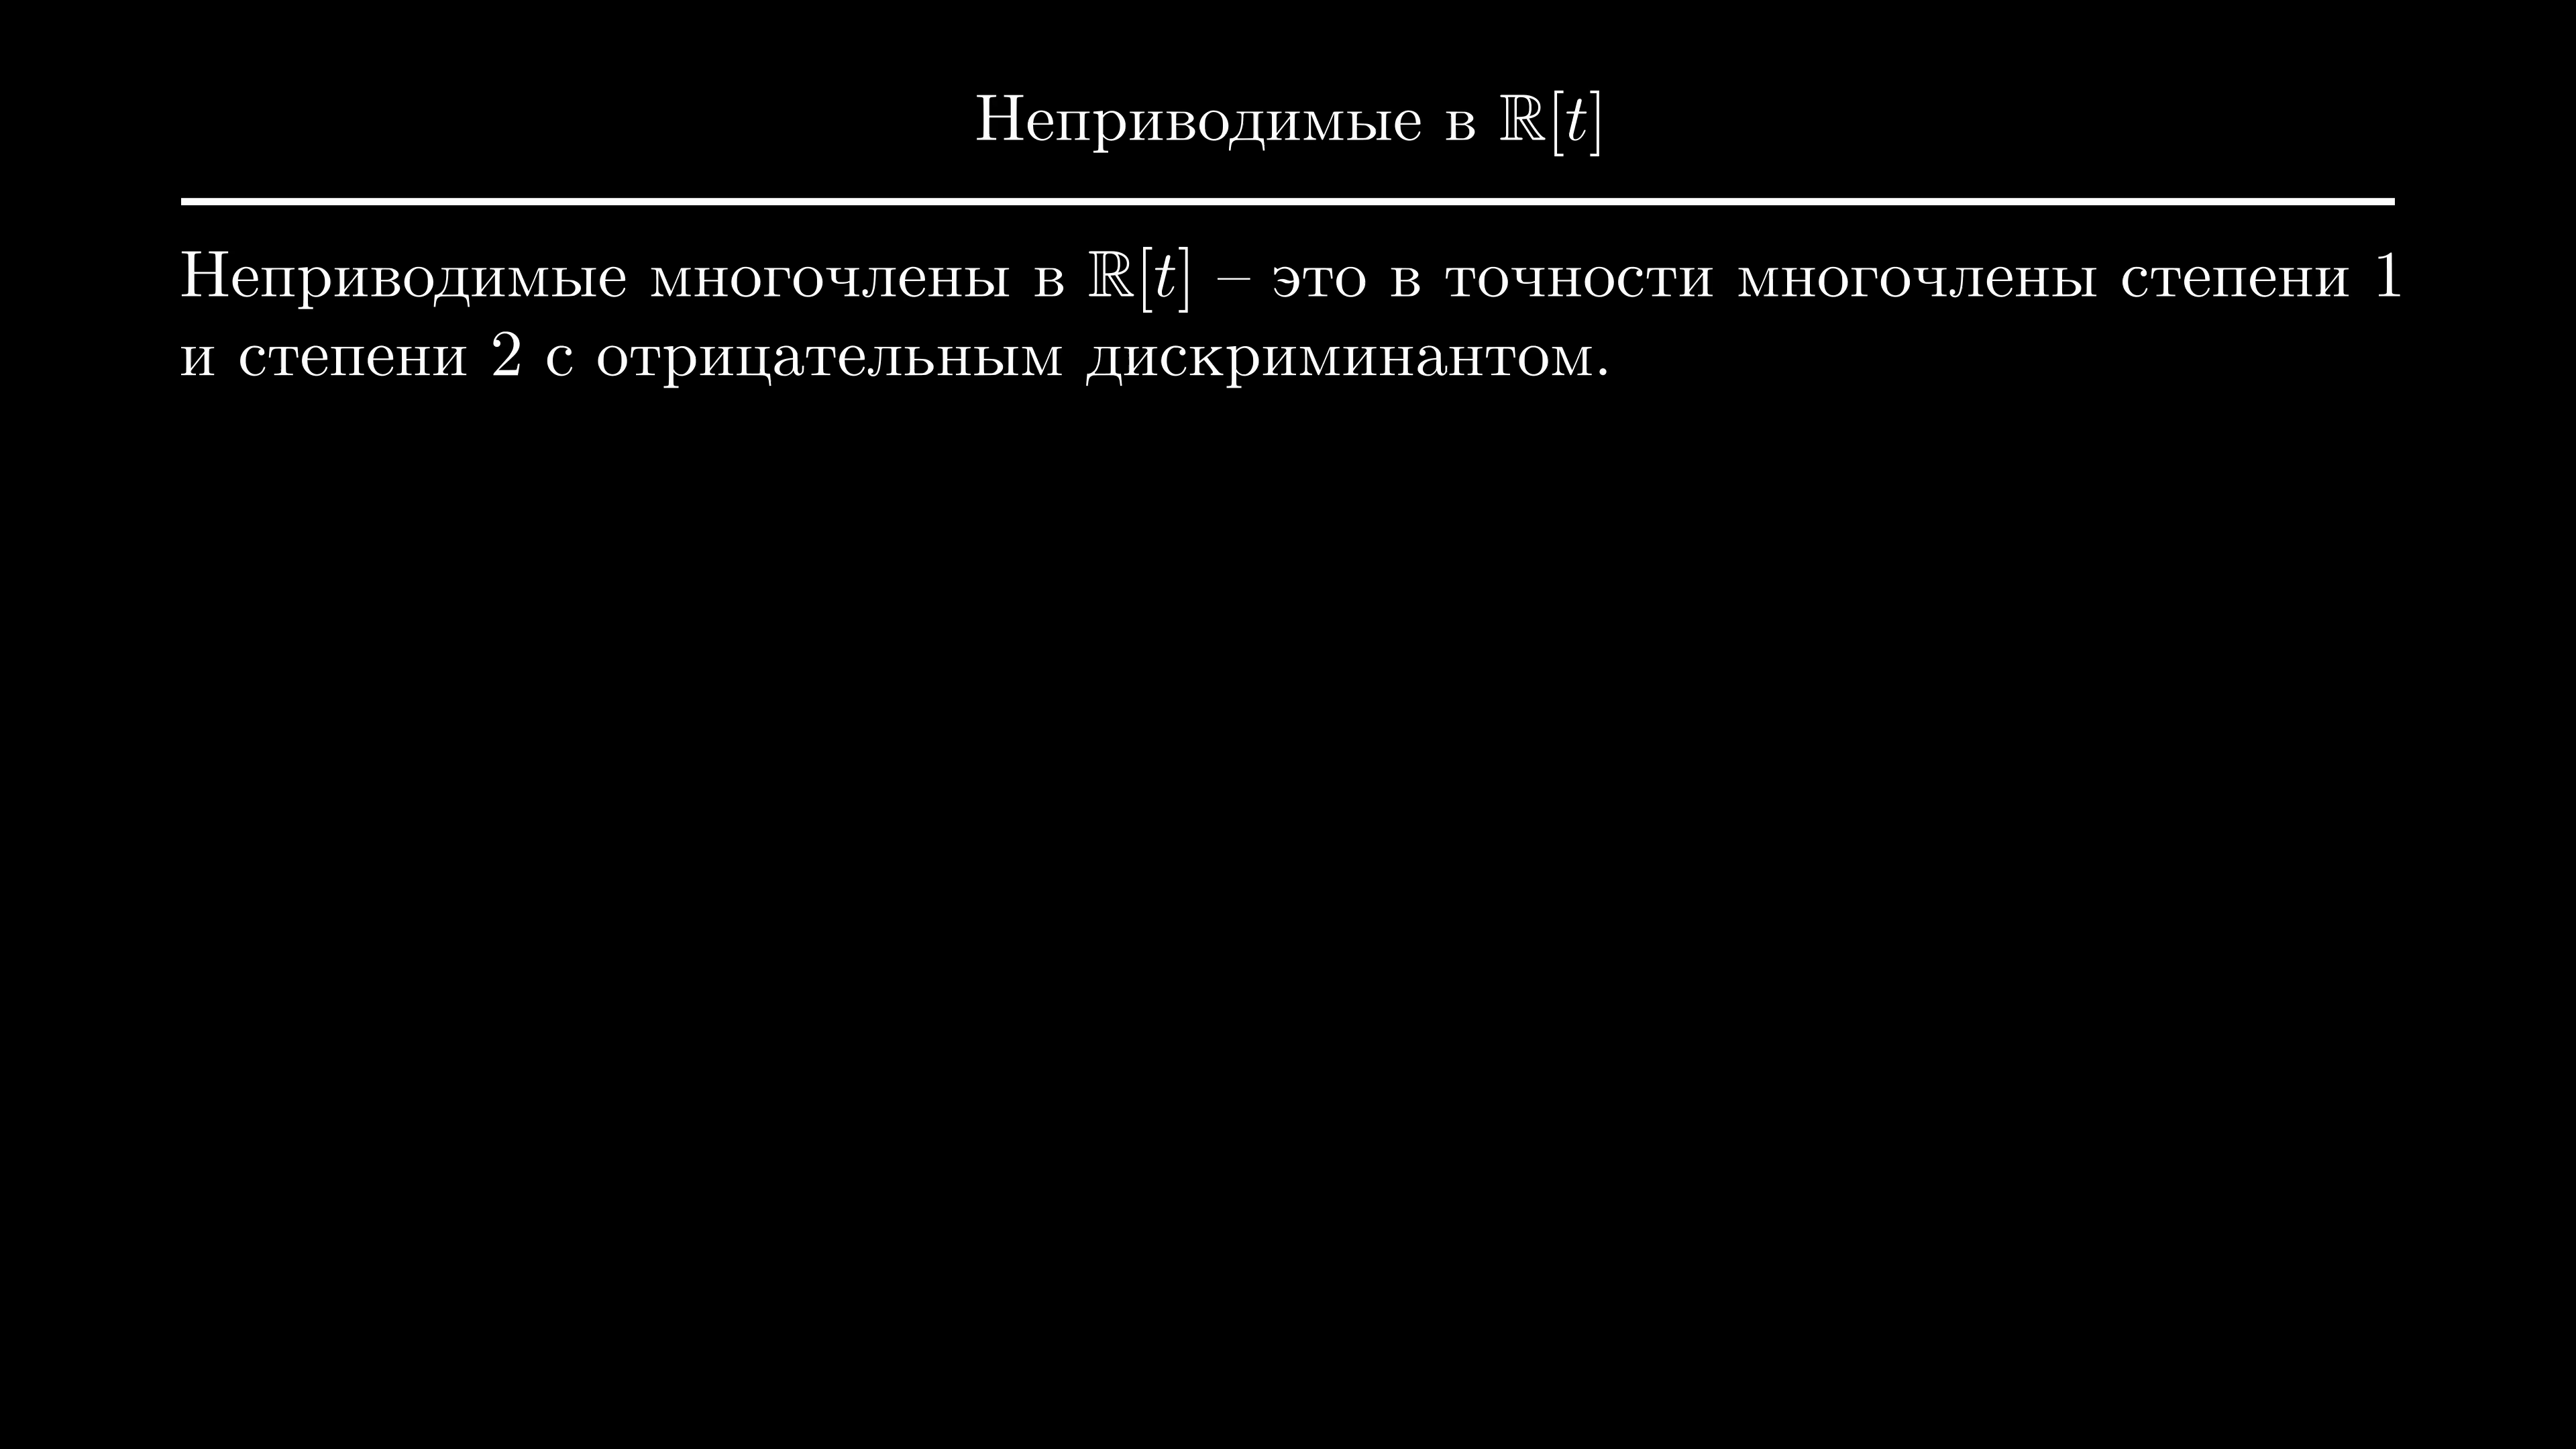 Неприводимые в ℝ[t]
Неприводимые многочлены в ℝ[t] – это в точности многочлены степени 1
и степени 2 с отрицательным дискриминантом.